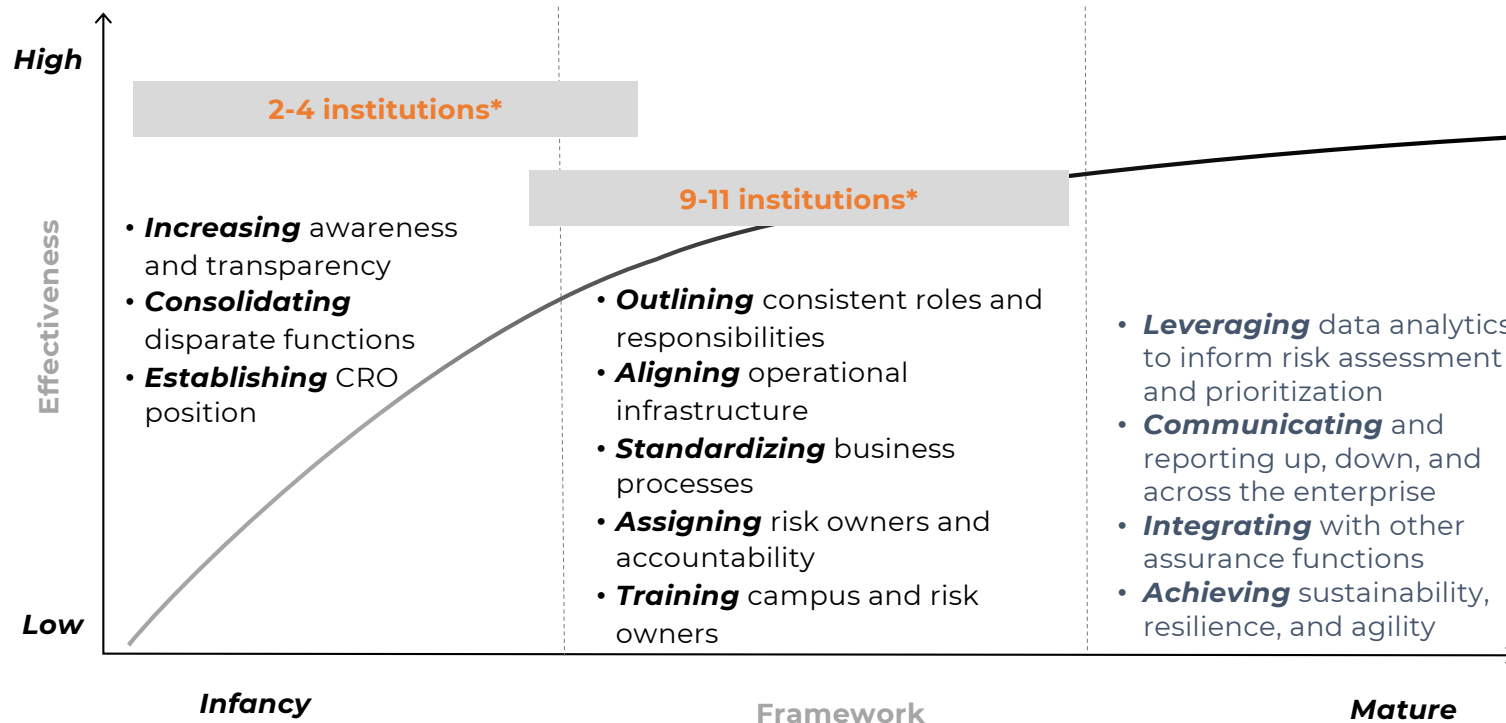 High
2-4 institutions*
9-11 institutions*
Effectiveness
• Increasing awareness
and transparency
• Consolidating
disparate functions
• Establishing CRO
position
• Outlining consistent roles and
responsibilities
• Aligning operational
infrastructure
• Standardizing business
processes
• Assigning risk owners and
accountability
• Training campus and risk
owners
• Leveraging data analytics
to inform risk assessment
and prioritization
• Communicating and
reporting up, down, and
across the enterprise
• Integrating with other
assurance functions
• Achieving sustainability,
resilience, and agility
Low
Infancy
Framework
Mature